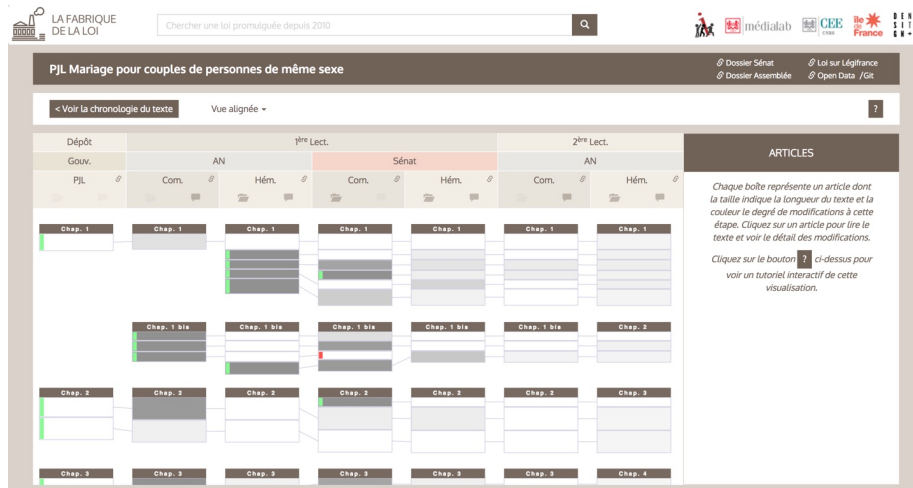 LA FABRIQUE
DE LA LOI
Chercher une loi promulguée depuis 2010
médialab
CEE
cnrs
île de France
DENSITY
DESIGN+
PJL Mariage pour couples de personnes de même sexe
Dossier Sénat
Loi sur Légifrance
Dossier Assemblée
Open Data /Git
< Voir la chronologie du texte
Vue alignée
?
Dépôt
1ère Lect.
2ère Lect.
Gouv.
AN
Sénat
AN
PJL
Com.
Hém.
Com.
Hém.
Com.
Hém.
Chap. 1
Chap. 1
Chap. 1
Chap. 1
Chap. 1
Chap. 1
Chap. 1
Chap. 1 bis
Chap. 1 bis
Chap. 1 bis
Chap. 1 bis
Chap. 1 bis
Chap. 2
Chap. 2
Chap. 2
Chap. 2
Chap. 2
Chap. 2
Chap. 2
Chap. 3
Chap. 3
Chap. 3
Chap. 3
Chap. 3
Chap. 3
Chap. 3
Chap. 4
ARTICLES
Chaque boîte représente un article dont
la taille indique la longueur du texte et la
couleur le degré de modifications à cette
étape. Cliquez sur un article pour lire le
texte et voir le détail des modifications.
Cliquez sur le bouton ? ci-dessus pour
voir un tutoriel interactif de cette
visualisation.